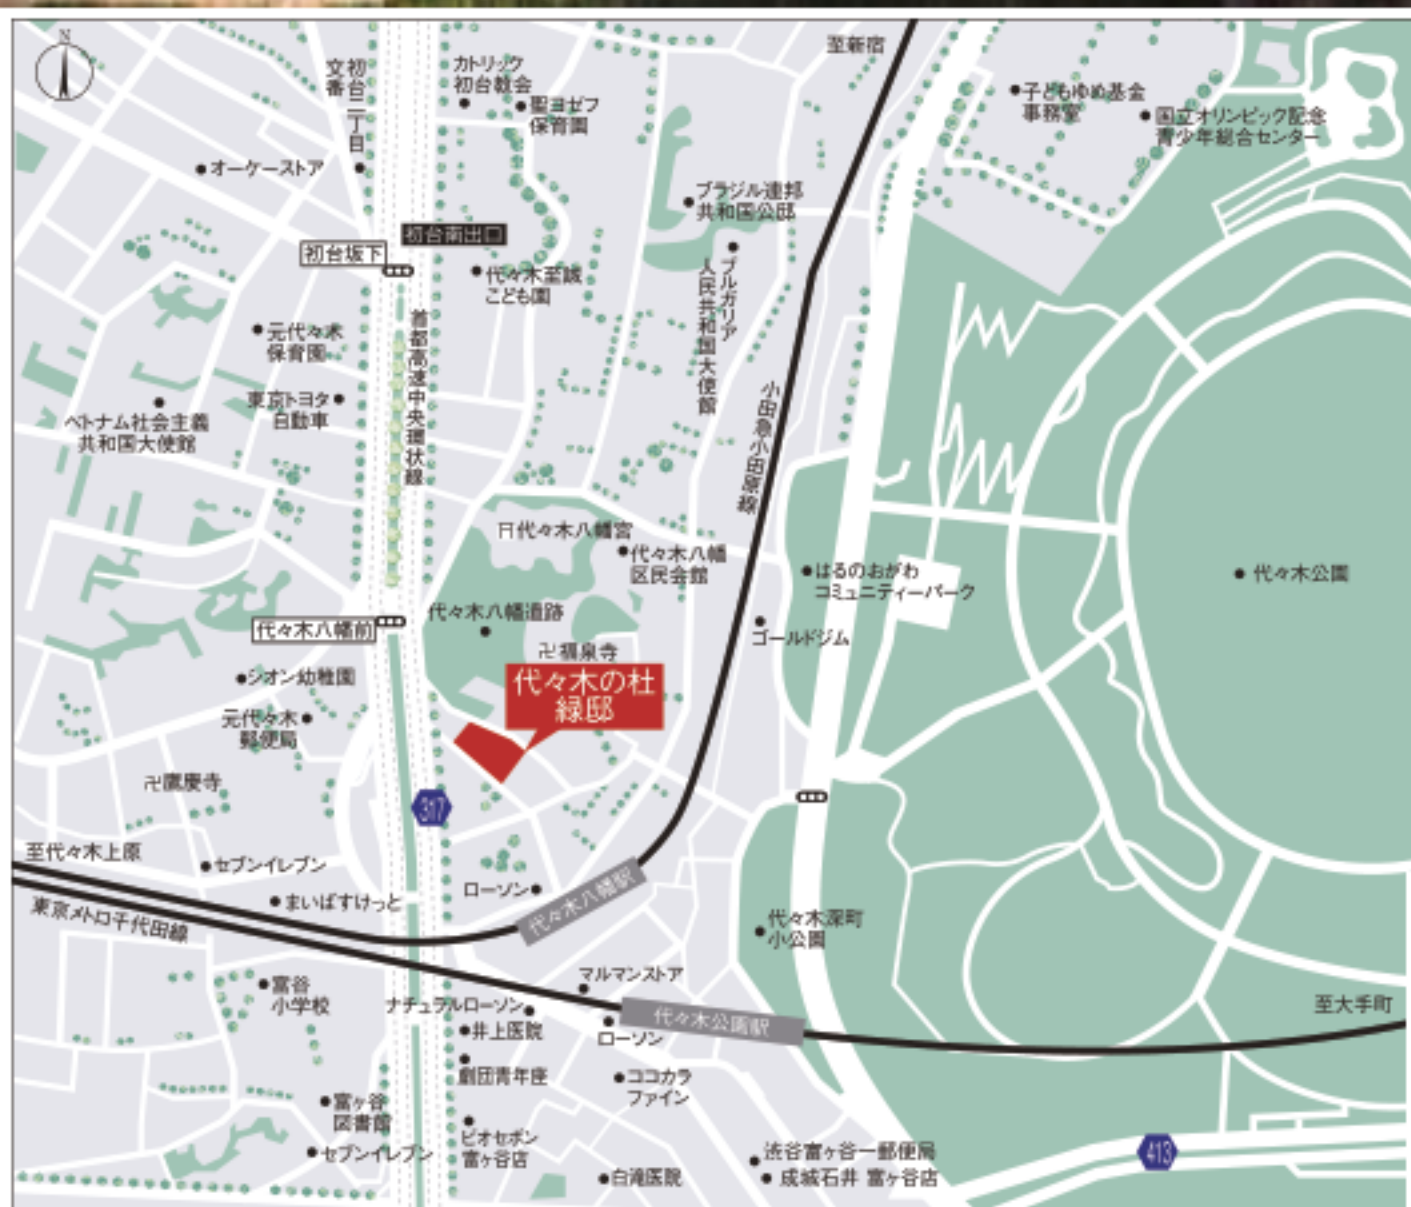 N
至新宿
初台二丁目
交番
カトリック
初台教会
聖ヨゼフ
保育園
子どもゆめ基金
事務室
国立オリンピック記念
青少年総合センター
オーケーストア
ブラジル連邦
共和国公邸
初台南出口
初台坂下
代々木至誠
こども園
ブルガリア
人民共和国大使館
首都高速中央環状線
元代々木
保育園
東京トヨタ
自動車
ベトナム社会主義
共和国大使館
小田急小田原線
代々木八幡宮
代々木八幡
区民会館
はるのおがわ
コミュニティーパーク
代々木公園
代々木八幡遺跡
代々木八幡前
ゴールドジム
卍福泉寺
シオン幼稚園
代々木の杜
緑邸
元代々木
郵便局
卍鷹慶寺
317
至代々木上原
セブンイレブン
まいばすけっと
ローソン
代々木八幡駅
東京メトロ千代田線
代々木深町
小公園
マルマンストア
富谷
小学校
ナチュラルローソン
井上医院
ローソン
代々木公園駅
至大手町
劇団青年座
ココカラ
ファイン
富ヶ谷
図書館
ビオセボン
富ヶ谷店
セブンイレブン
白滝医院
渋谷富ヶ谷一郵便局
成城石井 富ヶ谷店
413